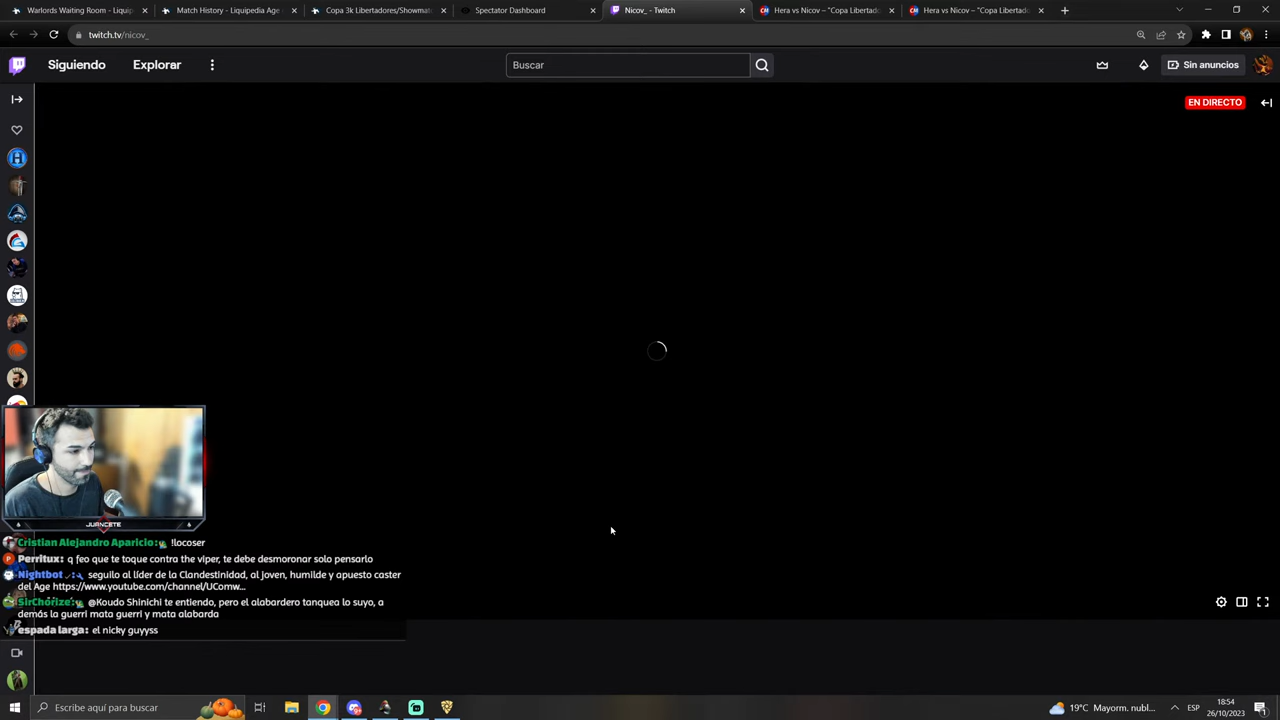 Warlords Waiting Room - Liquip
Match History - Liquipedia Age
Copa 3k Libertadores/Showmat
Spectator Dashboard
Nicov_ - Twitch
Hera vs Nicov – "Copa Libertado
Hera vs Nicov – "Copa Libertad
twitch.tv/nicov_
Siguiendo
Explorar
Buscar
Sin anuncios
EN DIRECTO
JUANCETE
Cristian Alejandro Aparicio: !locoser
Perritux: q feo que te toque contra the viper, te debe desmoronar solo pensarlo
Nightbot : seguilo al líder de la Clandestinidad, al joven, humilde y apuesto caster
del Age https://www.youtube.com/channel/UComw...
SirChorize: @Koudo Shinichi te entiendo, pero el alabardero tanquea lo suyo, a
demás la guerri mata guerri y mata alabarda
espada larga: el nicky guyyss
Escribe aquí para buscar
19°C Mayorm. nubl...
ESP
18:54
26/10/2023
1